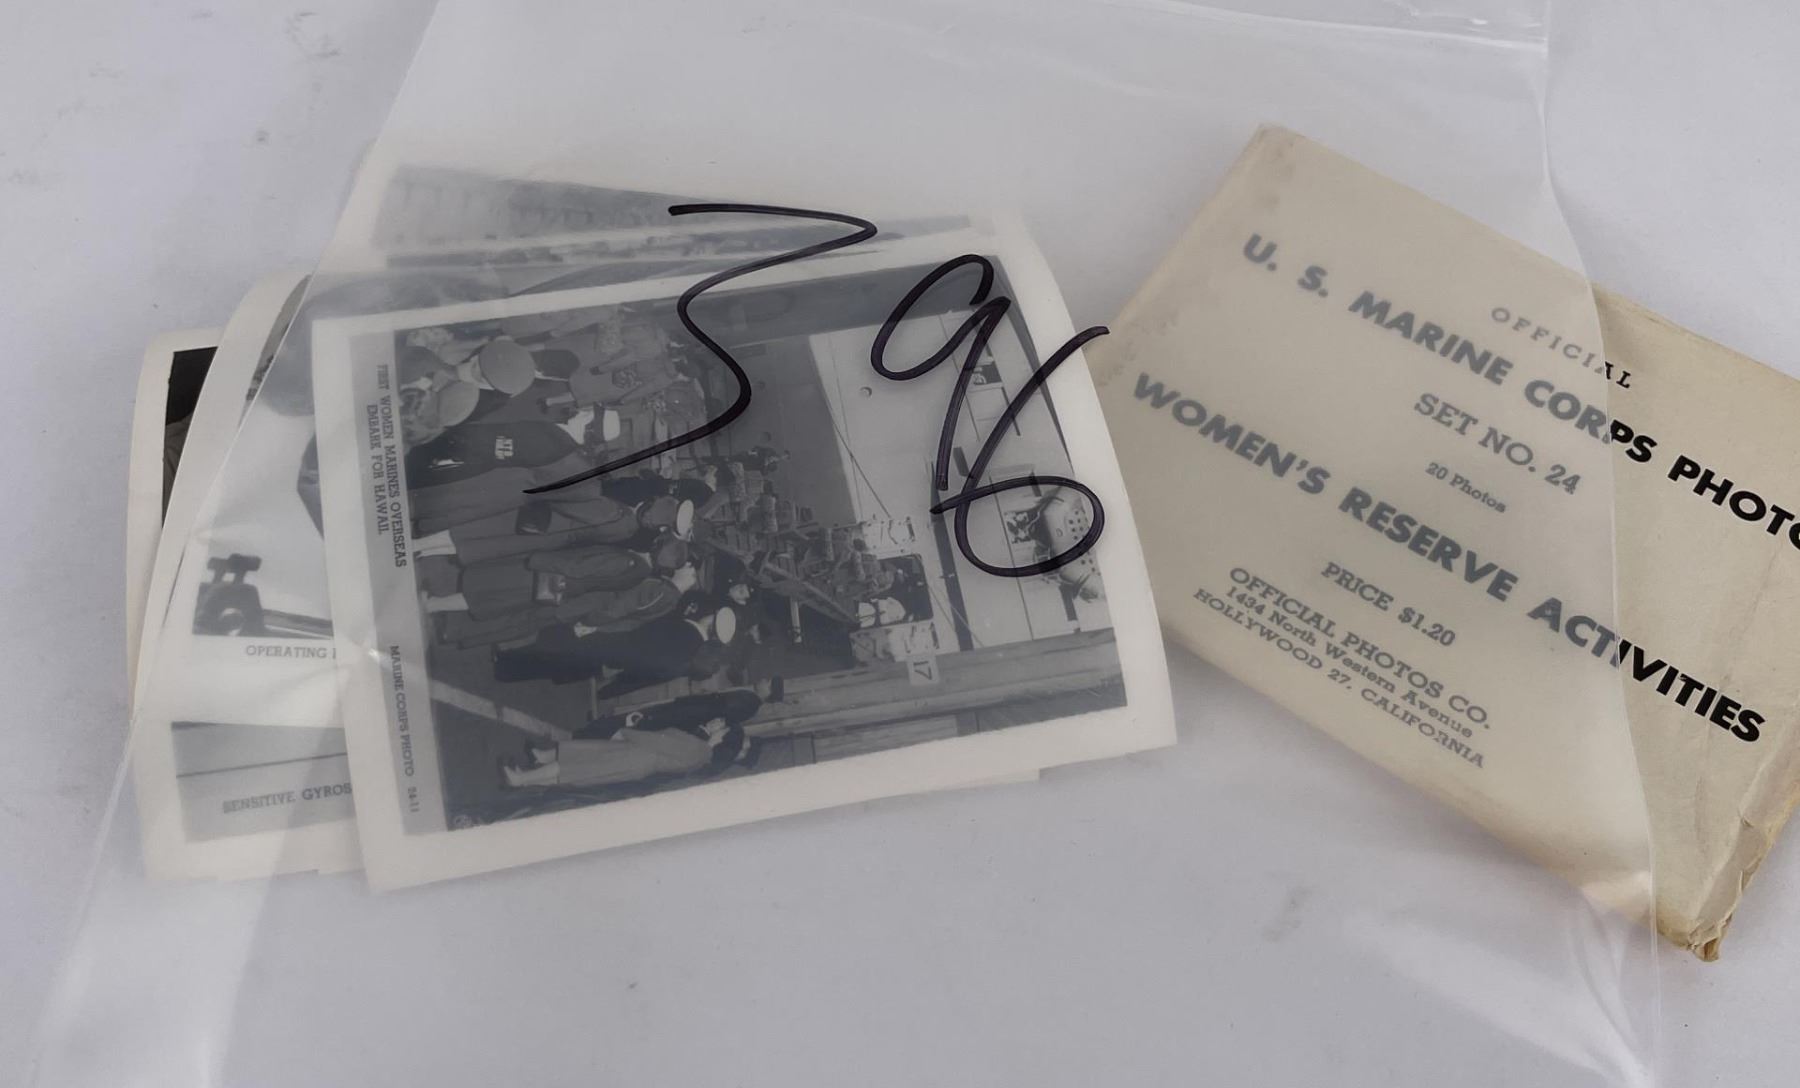 396
FIRST WOMEN MARINES OVERSEAS
EMBARK FOR HAWAII
MARINE CORPS PHOTO 24-11
17
OPERATING
SENSITIVE GYROS
OFFICIAL
U. S. MARINE CORPS PHOTO
SET NO. 24
20 Photos
WOMEN'S RESERVE ACTIVITIES
PRICE $1.20
OFFICIAL PHOTOS CO.
1434 North Western Avenue
HOLLYWOOD 27, CALIFORNIA